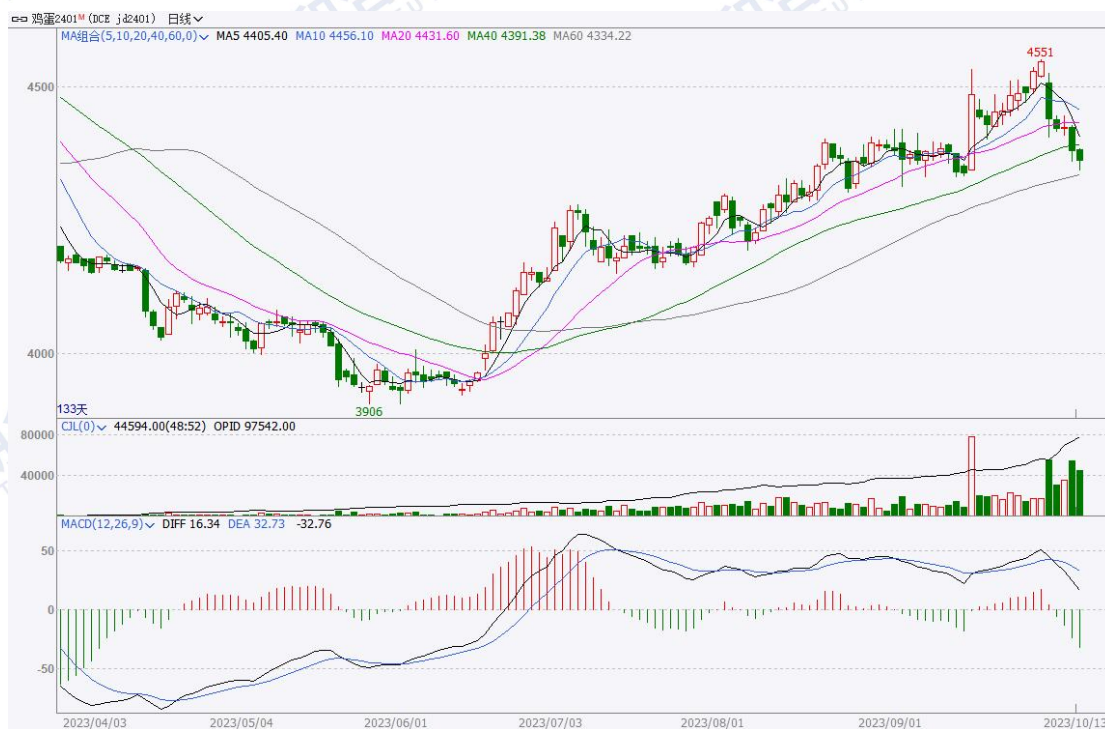 鸡蛋2401M (DCE jd2401) 日线
MA组合(5,10,20,40,60,0) MA5 4405.40 MA10 4456.10 MA20 4431.60 MA40 4391.38 MA60 4334.22
4551
4500
4000
3906
133天
CJL(0) 44594.00(48:52) OPID 97542.00
80000
40000
MACD(12,26,9) DIFF 16.34 DEA 32.73 -32.76
50
0
-50
2023/04/03 2023/05/04 2023/06/01 2023/07/03 2023/08/01 2023/09/01 2023/10/13